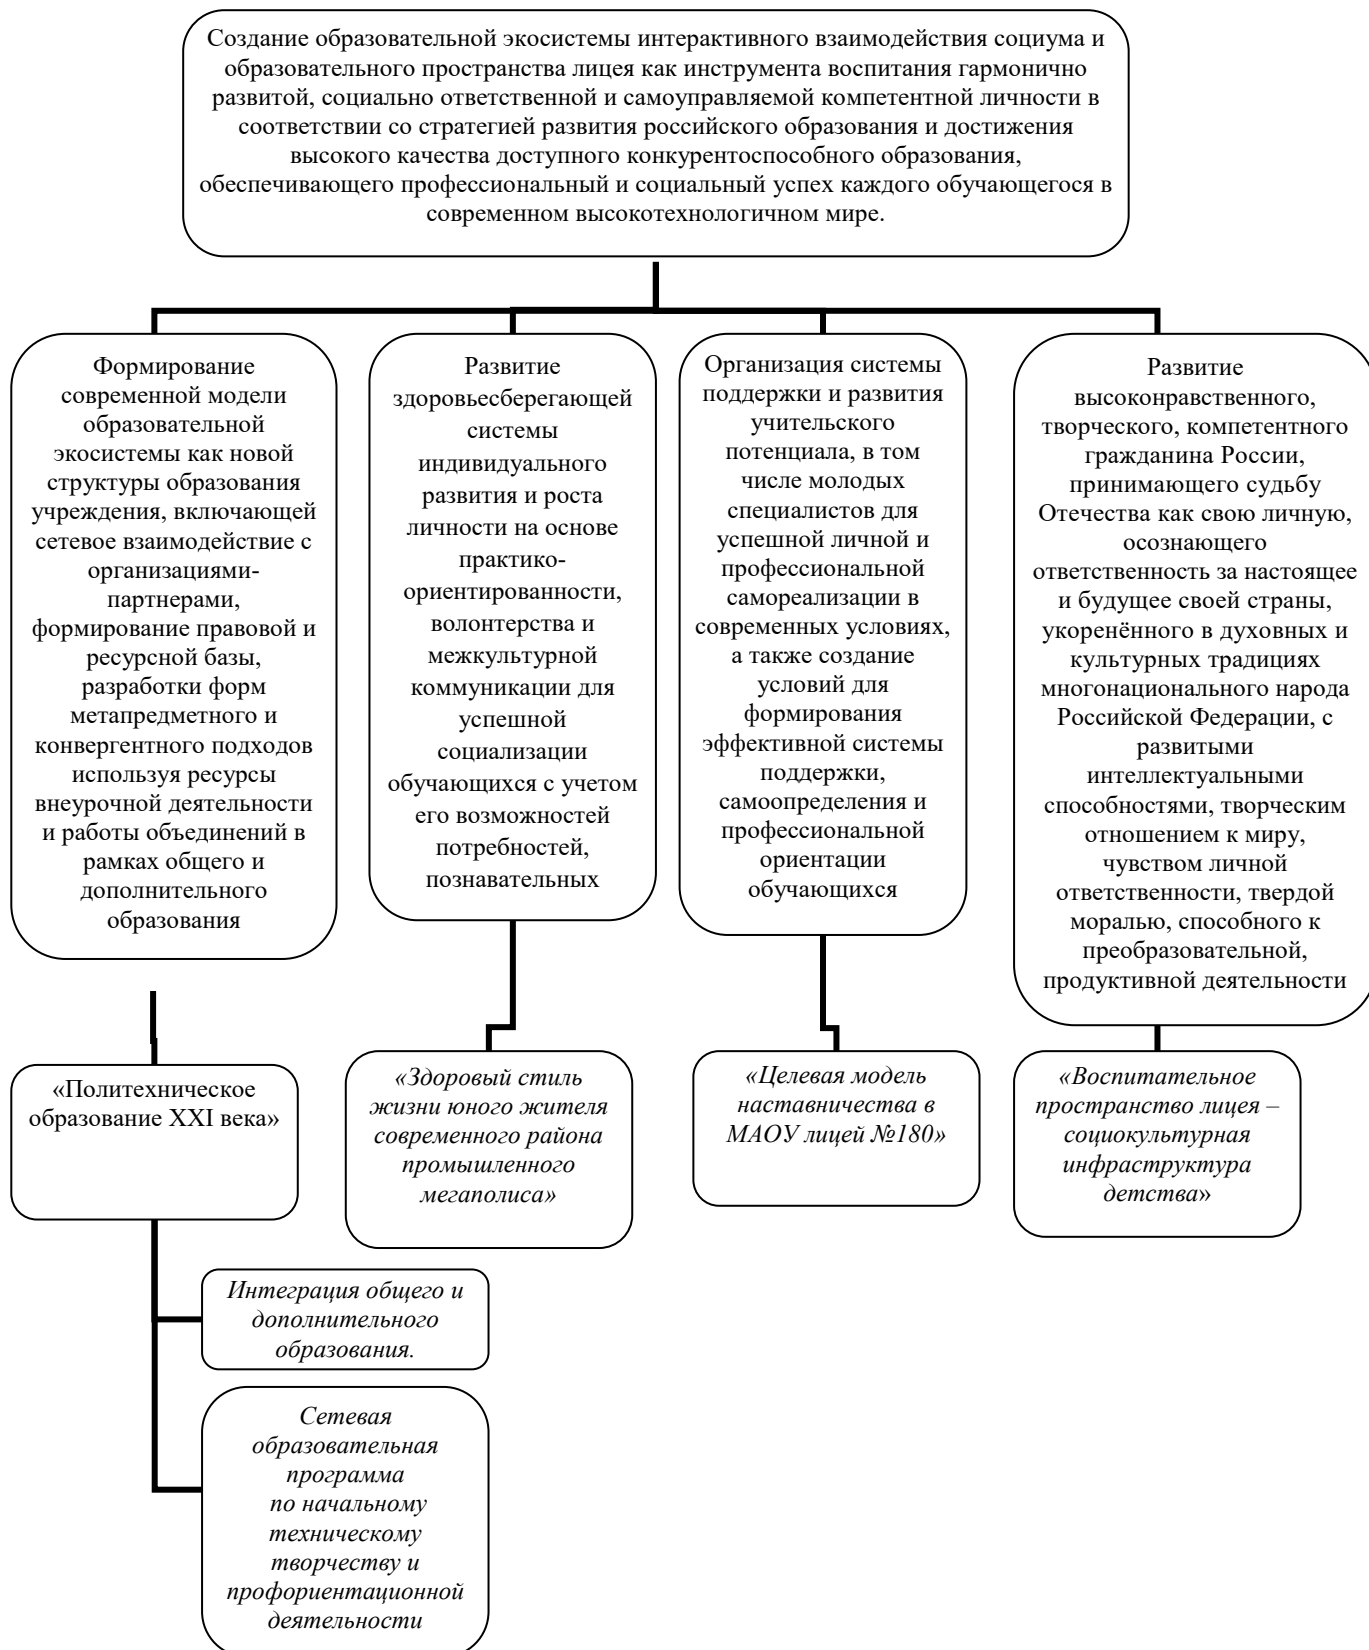 Создание образовательной экосистемы интерактивного взаимодействия социума и
образовательного пространства лицея как инструмента воспитания гармонично
развитой, социально ответственной и самоуправляемой компетентной личности в
соответствии со стратегией развития российского образования и достижения
высокого качества доступного конкурентоспособного образования,
обеспечивающего профессиональный и социальный успех каждого обучающегося в
современном высокотехнологичном мире.
Формирование
современной модели
образовательной
экосистемы как новой
структуры образования
учреждения, включающей
сетевое взаимодействие с
организациями-
партнерами,
формирование правовой и
ресурсной базы,
разработки форм
метапредметного и
конвергентного подходов
используя ресурсы
внеурочной деятельности
и работы объединений в
рамках общего и
дополнительного
образования
Развитие
здоровьесберегающей
системы
индивидуального
развития и роста
личности на основе
практико-
ориентированности,
волонтерства и
межкультурной
коммуникации для
успешной
социализации
обучающихся с учетом
его возможностей
потребностей,
познавательных
Организация системы
поддержки и развития
учительского
потенциала, в том
числе молодых
специалистов для
успешной личной и
профессиональной
самореализации в
современных условиях,
а также создание
условий для
формирования
эффективной системы
поддержки,
самоопределения и
профессиональной
ориентации
обучающихся
Развитие
высоконравственного,
творческого, компетентного
гражданина России,
принимающего судьбу
Отечества как свою личную,
осознающего
ответственность за настоящее
и будущее своей страны,
укоренённого в духовных и
культурных традициях
многонационального народа
Российской Федерации, с
развитыми
интеллектуальными
способностями, творческим
отношением к миру,
чувством личной
ответственности, твердой
моралью, способного к
преобразовательной,
продуктивной деятельности
«Политехническое
образование XXI века»
«Здоровый стиль
жизни юного жителя
современного района
промышленного
мегаполиса»
«Целевая модель
наставничества в
МАОУ лицей №180»
«Воспитательное
пространство лицея –
социокультурная
инфраструктура
детства»
Интеграция общего и
дополнительного
образования.
Сетевая
образовательная
программа
по начальному
техническому
творчеству и
профориентационной
деятельности